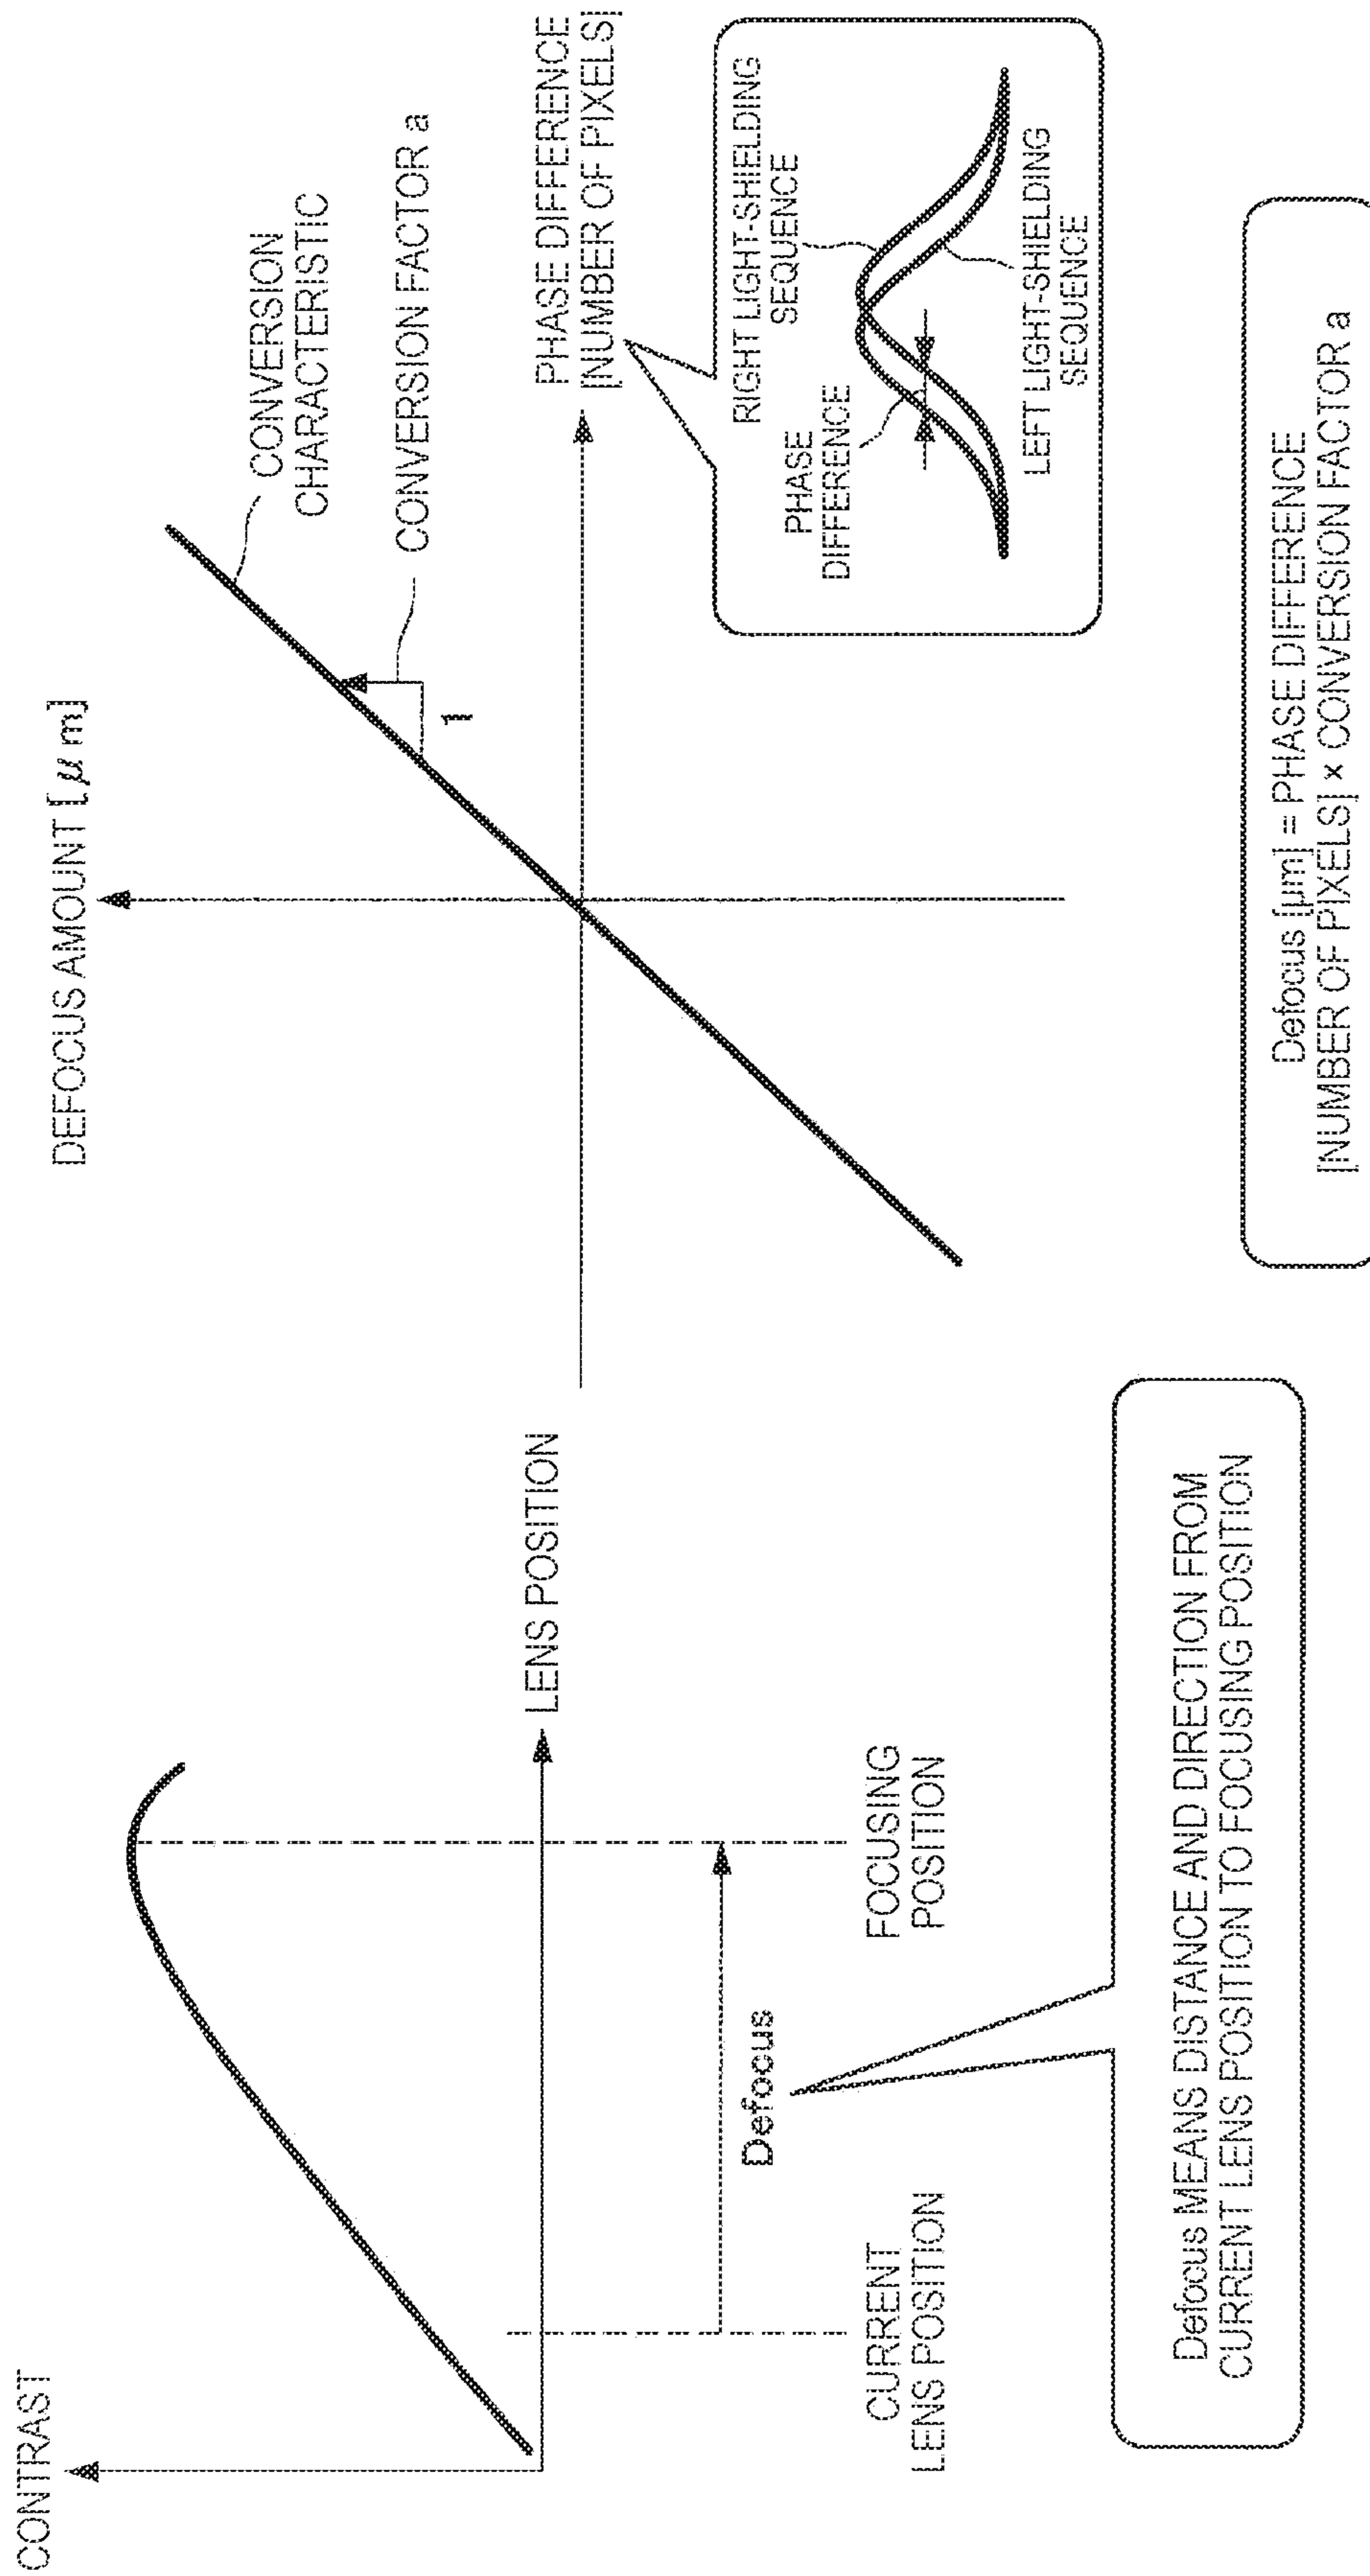 CONTRAST
LENS POSITION
CURRENT
LENS POSITION
FOCUSING
POSITION
Defocus
Defocus MEANS DISTANCE AND DIRECTION FROM
CURRENT LENS POSITION TO FOCUSING POSITION
DEFOCUS AMOUNT [μm]
CONVERSION
CHARACTERISTIC
CONVERSION FACTOR a
1
PHASE DIFFERENCE
[NUMBER OF PIXELS]
RIGHT LIGHT-SHIELDING
SEQUENCE
PHASE
DIFFERENCE
LEFT LIGHT-SHIELDING
SEQUENCE
Defocus [μm] = PHASE DIFFERENCE
[NUMBER OF PIXELS] × CONVERSION FACTOR a